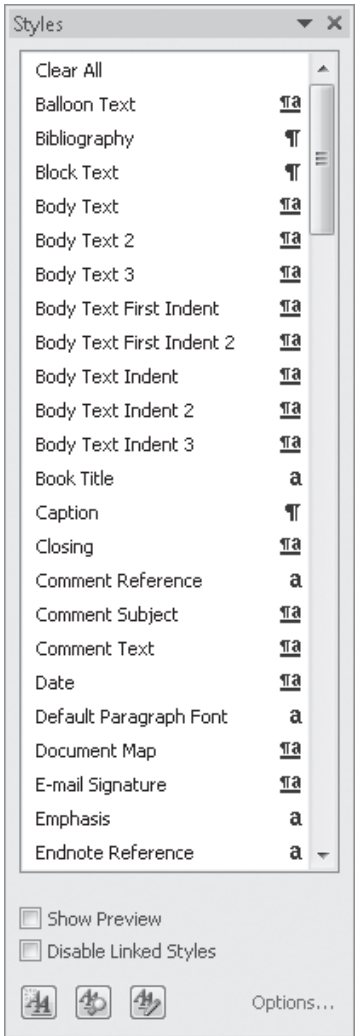 Styles
Clear All
Balloon Text ¶a
Bibliography ¶
Block Text ¶
Body Text ¶a
Body Text 2 ¶a
Body Text 3 ¶a
Body Text First Indent ¶a
Body Text First Indent 2 ¶a
Body Text Indent ¶a
Body Text Indent 2 ¶a
Body Text Indent 3 ¶a
Book Title a
Caption ¶
Closing ¶a
Comment Reference a
Comment Subject ¶a
Comment Text ¶a
Date ¶a
Default Paragraph Font a
Document Map ¶a
E-mail Signature ¶a
Emphasis a
Endnote Reference a
Show Preview
Disable Linked Styles
Options...